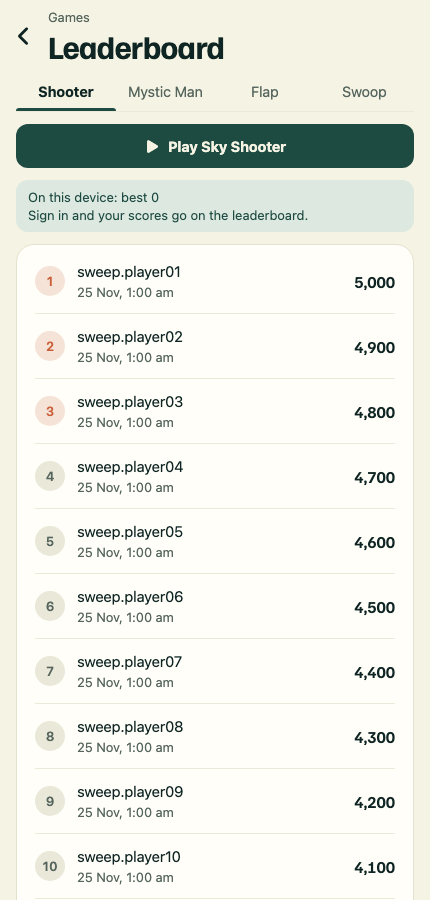 Games
Leaderboard
Shooter Mystic Man Flap Swoop
Play Sky Shooter
On this device: best 0
Sign in and your scores go on the leaderboard.
1 sweep.player01 5,000
25 Nov, 1:00 am
2 sweep.player02 4,900
25 Nov, 1:00 am
3 sweep.player03 4,800
25 Nov, 1:00 am
4 sweep.player04 4,700
25 Nov, 1:00 am
5 sweep.player05 4,600
25 Nov, 1:00 am
6 sweep.player06 4,500
25 Nov, 1:00 am
7 sweep.player07 4,400
25 Nov, 1:00 am
8 sweep.player08 4,300
25 Nov, 1:00 am
9 sweep.player09 4,200
25 Nov, 1:00 am
10 sweep.player10 4,100
25 Nov, 1:00 am